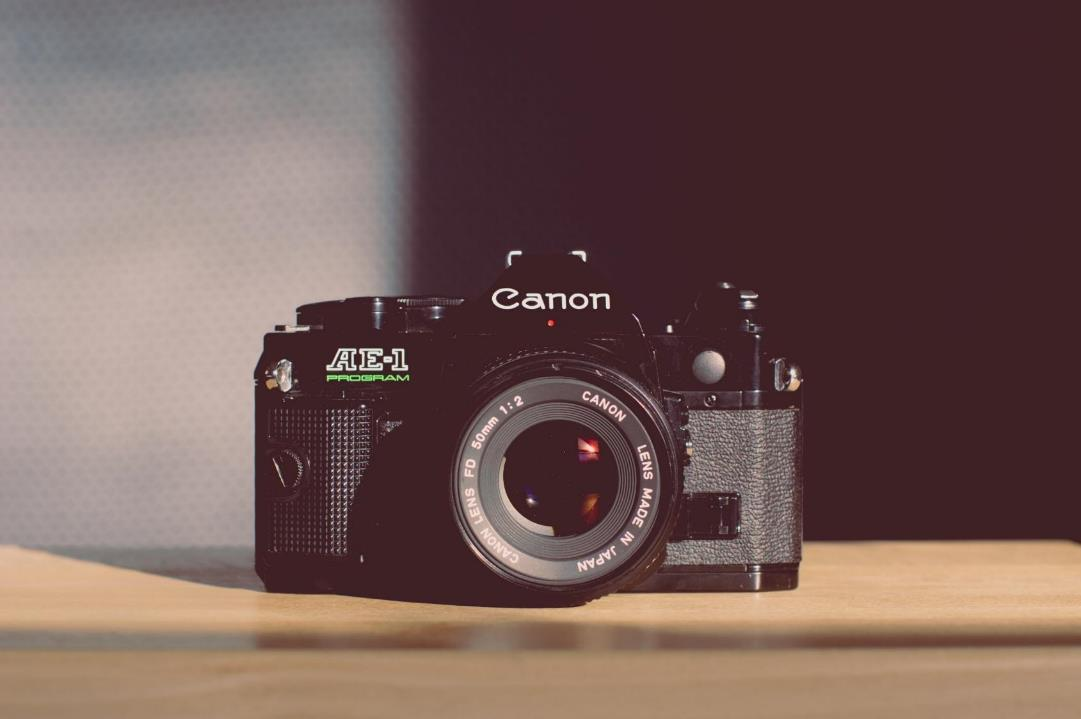 Canon
AE-1
PROGRAM
CANON LENS FD 50mm 1:2
CANON LENS MADE IN JAPAN